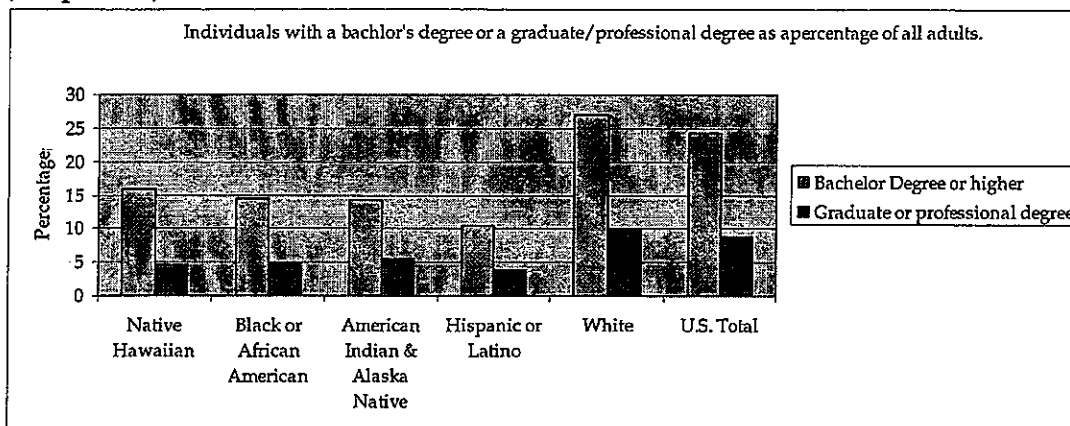 Individuals with a bachlor's degree or a graduate/professional degree as apercentage of all adults.
30
25
20
15
10
5
0
Percentage
Native Hawaiian
Black or African American
American Indian & Alaska Native
Hispanic or Latino
White
U.S. Total
Bachelor Degree or higher
Graduate or professional degree